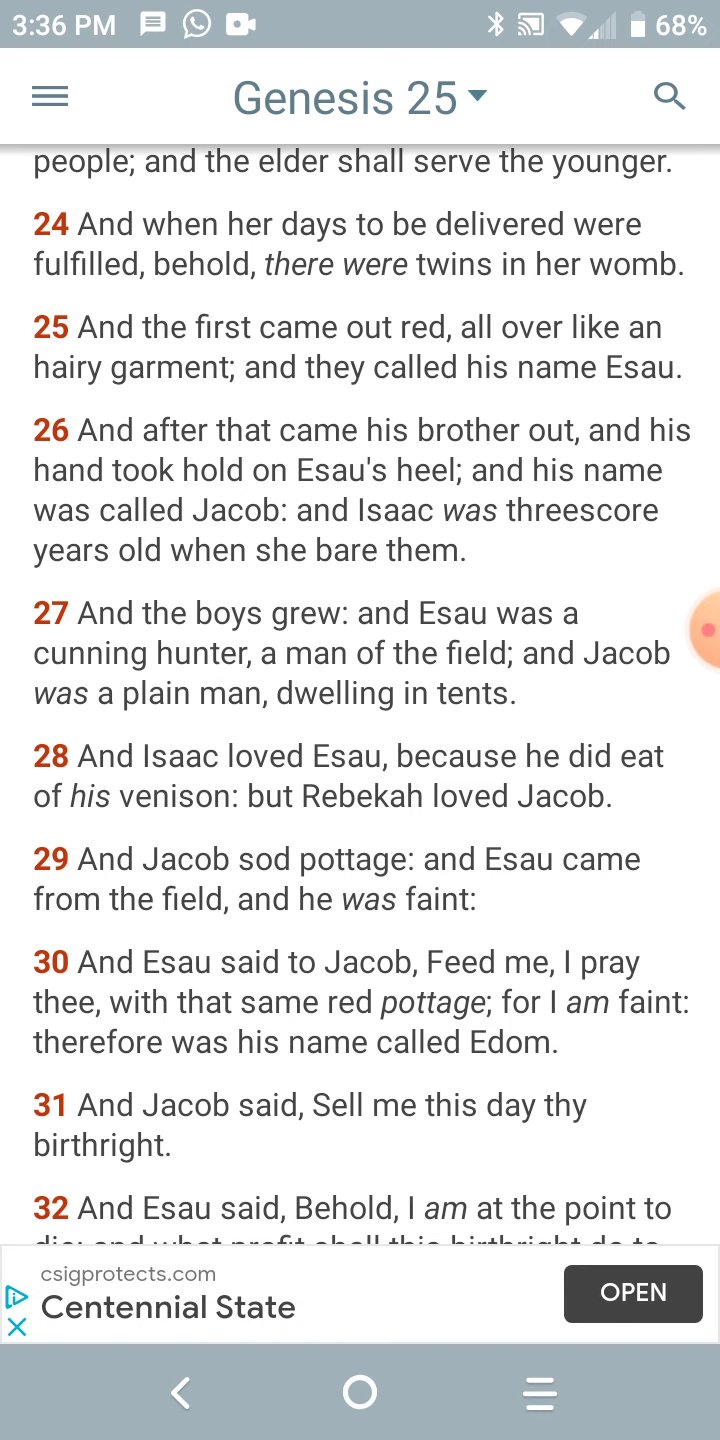 3:36 PM 68%
Genesis 25
people; and the elder shall serve the younger.
24 And when her days to be delivered were
fulfilled, behold, there were twins in her womb.
25 And the first came out red, all over like an
hairy garment; and they called his name Esau.
26 And after that came his brother out, and his
hand took hold on Esau's heel; and his name
was called Jacob: and Isaac was threescore
years old when she bare them.
27 And the boys grew: and Esau was a
cunning hunter, a man of the field; and Jacob
was a plain man, dwelling in tents.
28 And Isaac loved Esau, because he did eat
of his venison: but Rebekah loved Jacob.
29 And Jacob sod pottage: and Esau came
from the field, and he was faint:
30 And Esau said to Jacob, Feed me, I pray
thee, with that same red pottage; for I am faint:
therefore was his name called Edom.
31 And Jacob said, Sell me this day thy
birthright.
32 And Esau said, Behold, I am at the point to
die: and what profit shall this birthright do to
csigprotects.com
Centennial State
OPEN